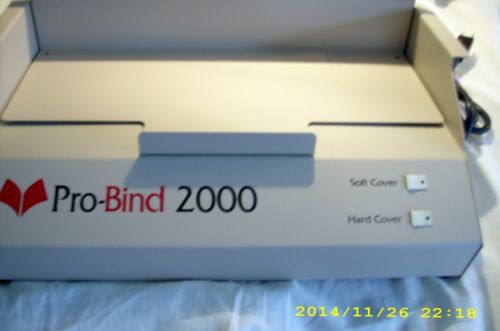 Pro-Bind 2000
Soft Cover
Hard Cover
2014/11/26 22:18